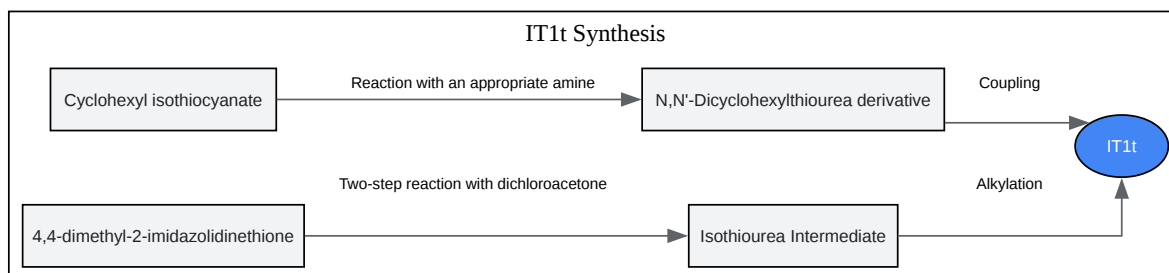 IT1t Synthesis
Cyclohexyl isothiocyanate
Reaction with an appropriate amine
N,N'-Dicyclohexylthiourea derivative
Coupling
IT1t
4,4-dimethyl-2-imidazolidinethione
Two-step reaction with dichloroacetone
Isothiourea Intermediate
Alkylation